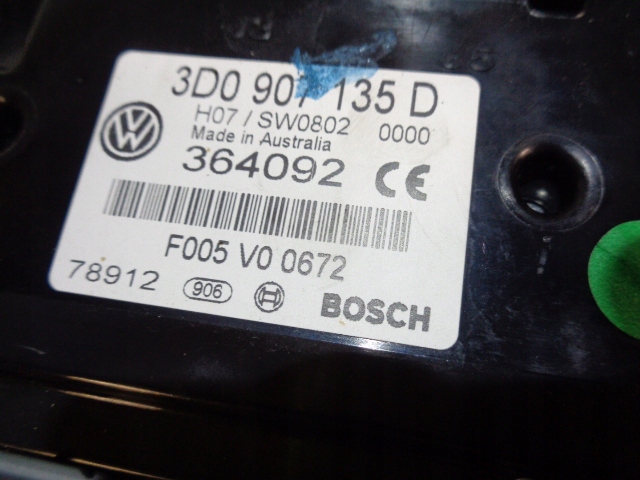 3D0 907 135 D
H07 / SW0802 0000
Made in Australia
364092 CE
F005 V0 0672
78912 906 BOSCH